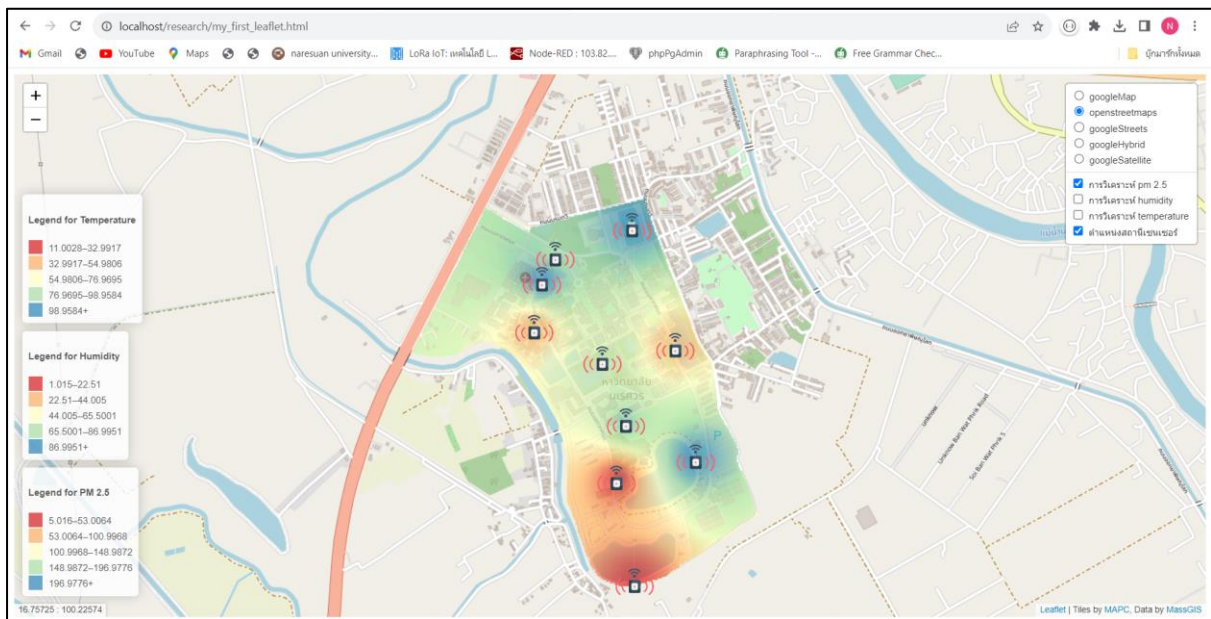 localhost/research/my_first_leaflet.html
N
Gmail
YouTube
Maps
naresuan university...
LoRa IoT: เทคโนโลยี L...
Node-RED : 103.82....
phpPgAdmin
Paraphrasing Tool -...
Free Grammar Chec...
บุ๊กมาร์กทั้งหมด
+
−
googleMap
openstreetmaps
googleStreets
googleHybrid
googleSatellite
การวิเคราะห์ pm 2.5
การวิเคราะห์ humidity
การวิเคราะห์ temperature
ตำแหน่งสถานีเซนเซอร์
Legend for Temperature
11.0028–32.9917
32.9917–54.9806
54.9806–76.9695
76.9695–98.9584
98.9584+
Legend for Humidity
1.015–22.51
22.51–44.005
44.005–65.5001
65.5001–86.9951
86.9951+
Legend for PM 2.5
5.016–53.0064
53.0064–100.9968
100.9968–148.9872
148.9872–196.9776
196.9776+
มหาวิทยาลัย
นเรศวร
P
Soi Ban Wat Phrik 5
16.75725 : 100.22574
Leaflet | Tiles by MAPC, Data by MassGIS